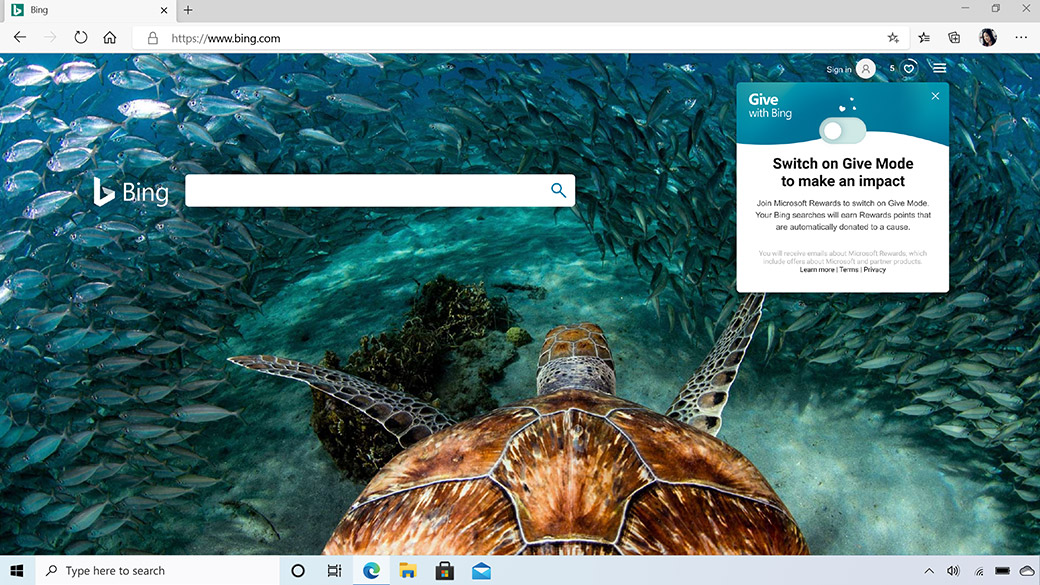 Bing
https://www.bing.com
Sign in
5
Give
with Bing
Switch on Give Mode
to make an impact
Join Microsoft Rewards to switch on Give Mode.
Your Bing searches will earn Rewards points that
are automatically donated to a cause.
You will receive emails about Microsoft Rewards, which
include offers about Microsoft and partner products.
Learn more | Terms | Privacy
Bing
Type here to search